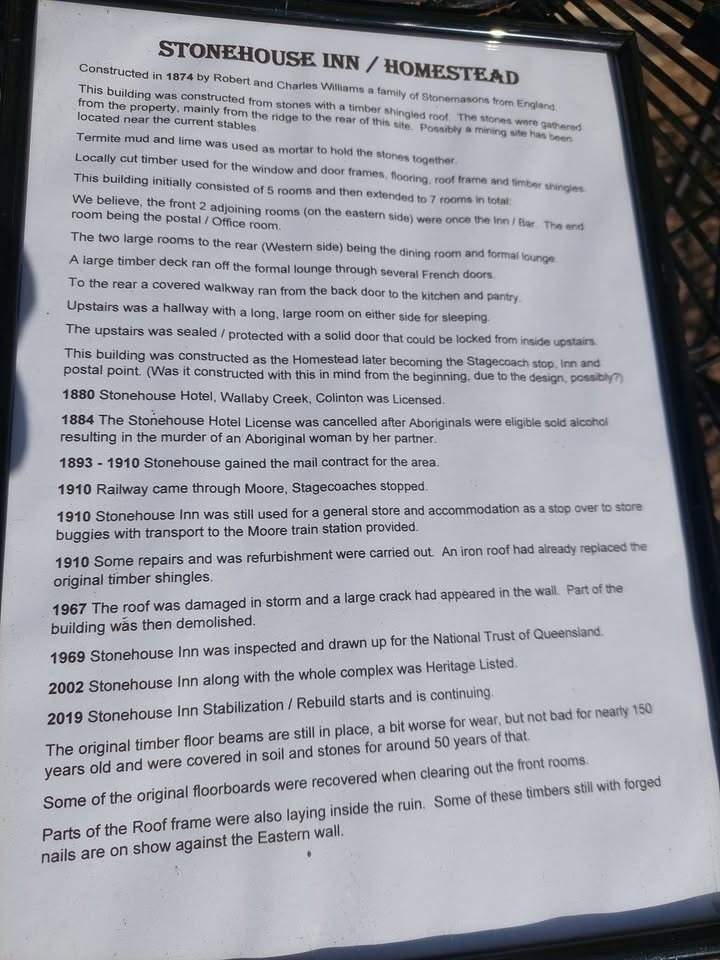 STONEHOUSE INN / HOMESTEAD
Constructed in 1874 by Robert and Charles Williams a family of Stonemasons from England.
This building was constructed from stones with a timber shingled roof. The stones were gathered
from the property, mainly from the ridge to the rear of this site. Possibly a mining site has been
located near the current stables.
Termite mud and lime was used as mortar to hold the stones together.
Locally cut timber used for the window and door frames, flooring, roof frame and timber shingles.
This building initially consisted of 5 rooms and then extended to 7 rooms in total.
We believe, the front 2 adjoining rooms (on the eastern side) were once the Inn / Bar. The end
room being the postal / Office room.
The two large rooms to the rear (Western side) being the dining room and formal lounge.
A large timber deck ran off the formal lounge through several French doors.
To the rear a covered walkway ran from the back door to the kitchen and pantry.
Upstairs was a hallway with a long, large room on either side for sleeping.
The upstairs was sealed / protected with a solid door that could be locked from inside upstairs.
This building was constructed as the Homestead later becoming the Stagecoach stop, Inn and
postal point. (Was it constructed with this in mind from the beginning, due to the design, possibly?)
1880 Stonehouse Hotel, Wallaby Creek, Colinton was Licensed.
1884 The Stonehouse Hotel License was cancelled after Aboriginals were eligible sold alcohol
resulting in the murder of an Aboriginal woman by her partner.
1893 - 1910 Stonehouse gained the mail contract for the area.
1910 Railway came through Moore, Stagecoaches stopped.
1910 Stonehouse Inn was still used for a general store and accommodation as a stop over to store
buggies with transport to the Moore train station provided.
1910 Some repairs and was refurbishment were carried out. An iron roof had already replaced the
original timber shingles.
1967 The roof was damaged in storm and a large crack had appeared in the wall. Part of the
building was then demolished.
1969 Stonehouse Inn was inspected and drawn up for the National Trust of Queensland.
2002 Stonehouse Inn along with the whole complex was Heritage Listed.
2019 Stonehouse Inn Stabilization / Rebuild starts and is continuing.
The original timber floor beams are still in place, a bit worse for wear, but not bad for nearly 150
years old and were covered in soil and stones for around 50 years of that.
Some of the original floorboards were recovered when clearing out the front rooms.
Parts of the Roof frame were also laying inside the ruin. Some of these timbers still with forged
nails are on show against the Eastern wall.